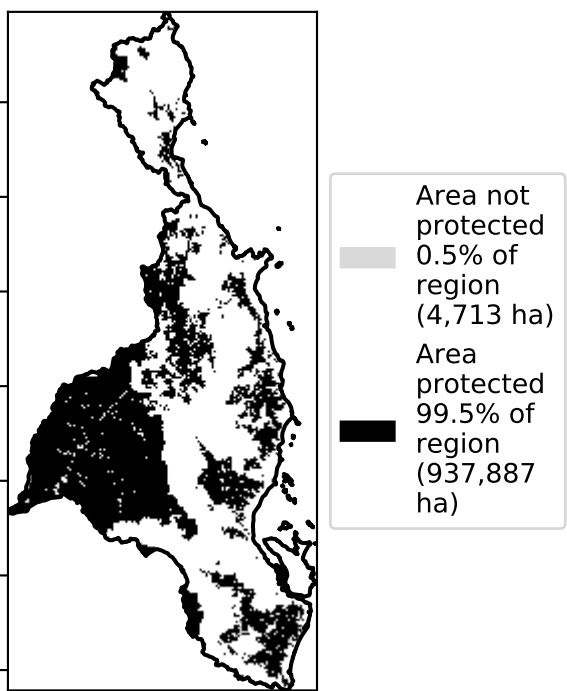 Area not
protected
0.5% of
region
(4,713 ha)
Area
protected
99.5% of
region
(937,887
ha)